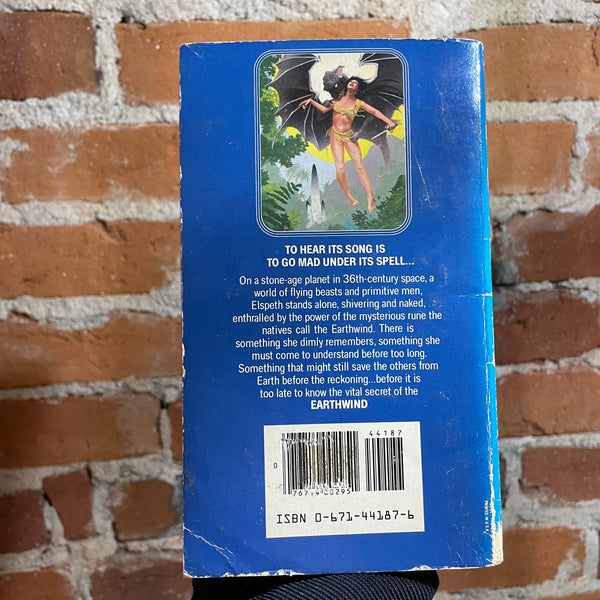 TO HEAR ITS SONG IS
TO GO MAD UNDER ITS SPELL...
On a stone-age planet in 36th-century space, a
world of flying beasts and primitive men,
Elspeth stands alone, shivering and naked,
enthralled by the power of the mysterious rune the
natives call the Earthwind. There is
something she dimly remembers, something she
must come to understand before too long.
Something that might still save the others from
Earth before the reckoning...before it is
too late to know the vital secret of the
EARTHWIND
44187
0
ISBN 0-671-44187-6